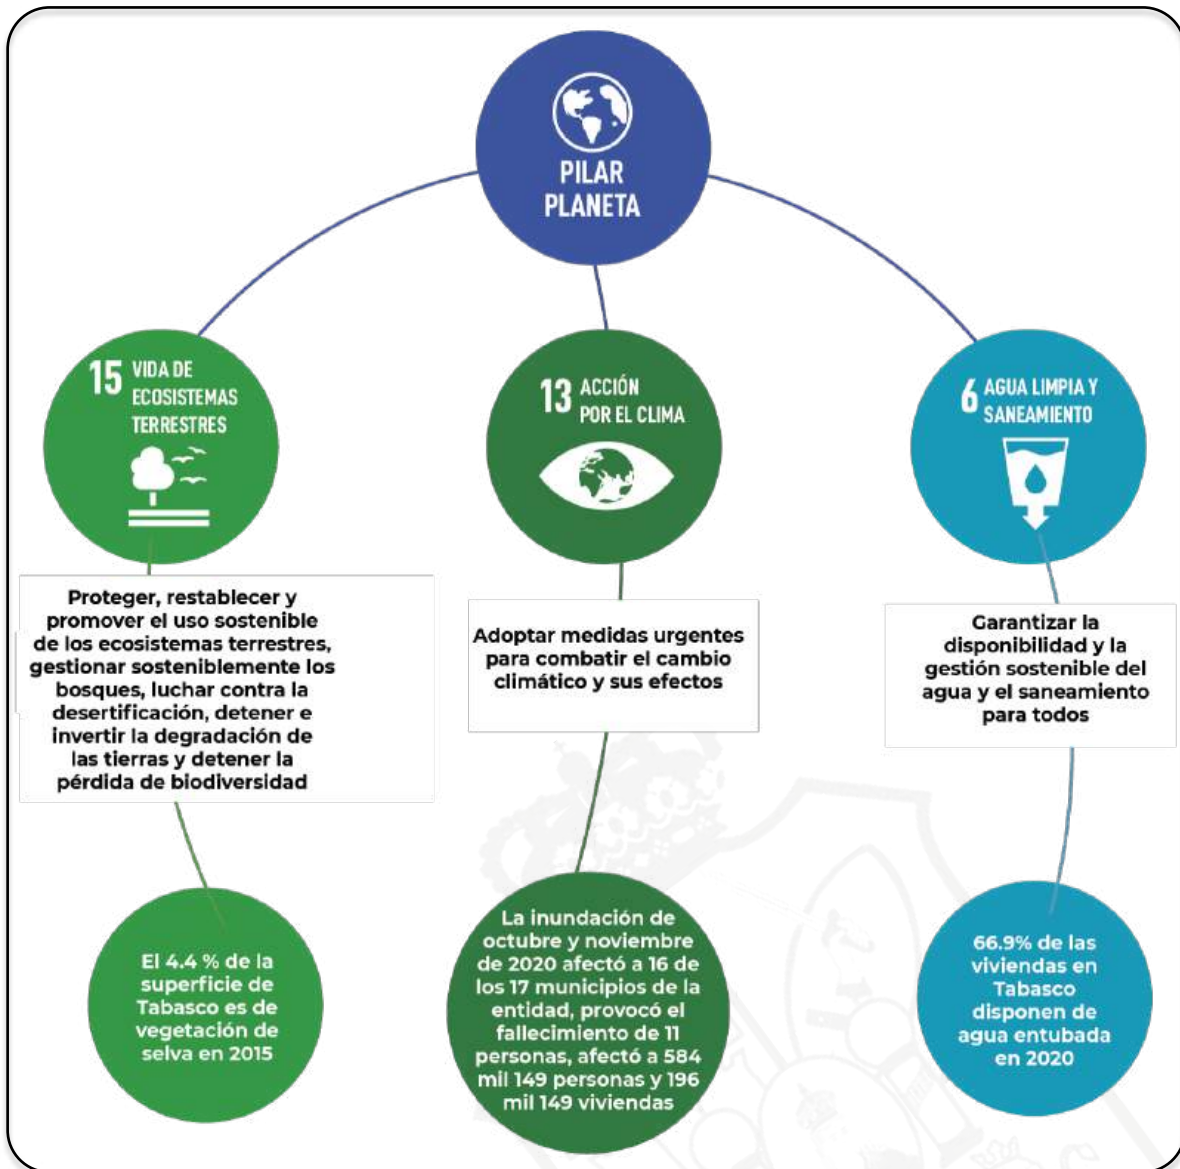 PILAR
PLANETA
15 VIDA DE
ECOSISTEMAS
TERRESTRES
Proteger, restablecer y
promover el uso sostenible
de los ecosistemas terrestres,
gestionar sosteniblemente los
bosques, luchar contra la
desertificación, detener e
invertir la degradación de
las tierras y detener la
pérdida de biodiversidad
El 4.4 % de la
superficie de
Tabasco es de
vegetación de
selva en 2015
13 ACCIÓN
POR EL CLIMA
Adoptar medidas urgentes
para combatir el cambio
climático y sus efectos
La inundación de
octubre y noviembre
de 2020 afectó a 16 de
los 17 municipios de la
entidad, provocó el
fallecimiento de 11
personas, afectó a 584
mil 149 personas y 196
mil 149 viviendas
6 AGUA LIMPIA Y
SANEAMIENTO
Garantizar la
disponibilidad y la
gestión sostenible del
agua y el saneamiento
para todos
66.9% de las
viviendas en
Tabasco
disponen de
agua entubada
en 2020